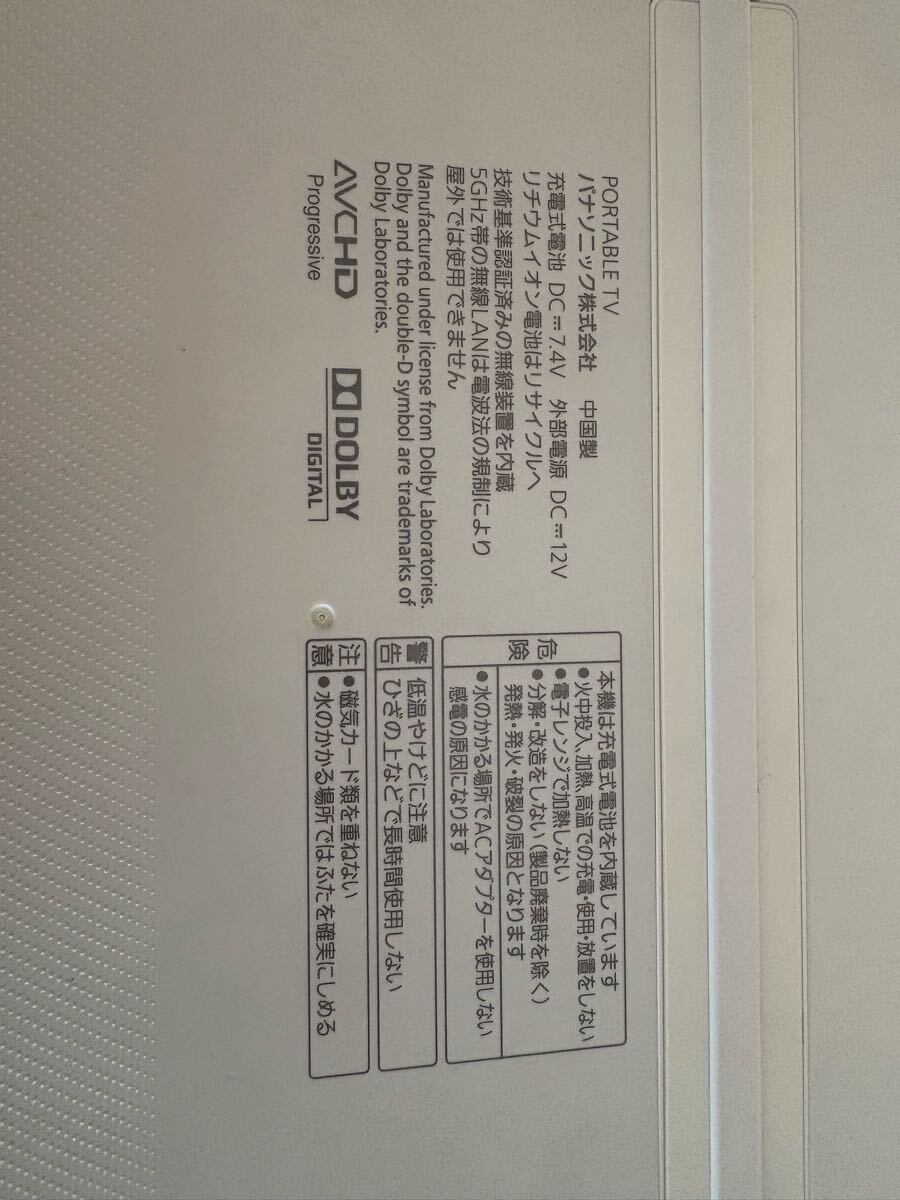 PORTABLE TV
パナソニック株式会社 中国製
充電式電池 DC⎓7.4V 外部電源 DC⎓12V
リチウムイオン電池はリサイクルへ
技術基準認証済みの無線装置を内蔵
5GHz帯の無線LANは電波法の規制により
屋外では使用できません
Manufactured under license from Dolby Laboratories.
Dolby and the double-D symbol are trademarks of
Dolby Laboratories.
AVCHD
Progressive
DOLBY
DIGITAL
危険
本機は充電式電池を内蔵しています
●火中投入、加熱、高温での充電・使用・放置をしない
●電子レンジで加熱しない
●分解・改造をしない(製品廃棄時を除く)
発熱・発火・破裂の原因となります
●水のかかる場所でACアダプターを使用しない
感電の原因になります
警告
低温やけどに注意
ひざの上などで長時間使用しない
注意
●磁気カード類を重ねない
●水のかかる場所ではふたを確実にしめる